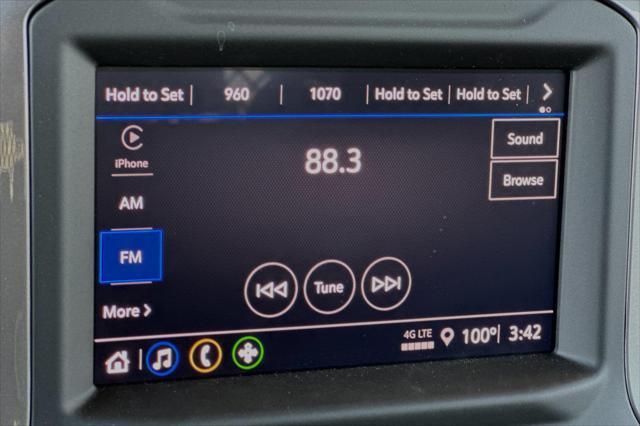 Hold to Set 960 1070 Hold to Set Hold to Set
iPhone
Sound
88.3
Browse
AM
FM
Tune
More
4G LTE 100° 3:42